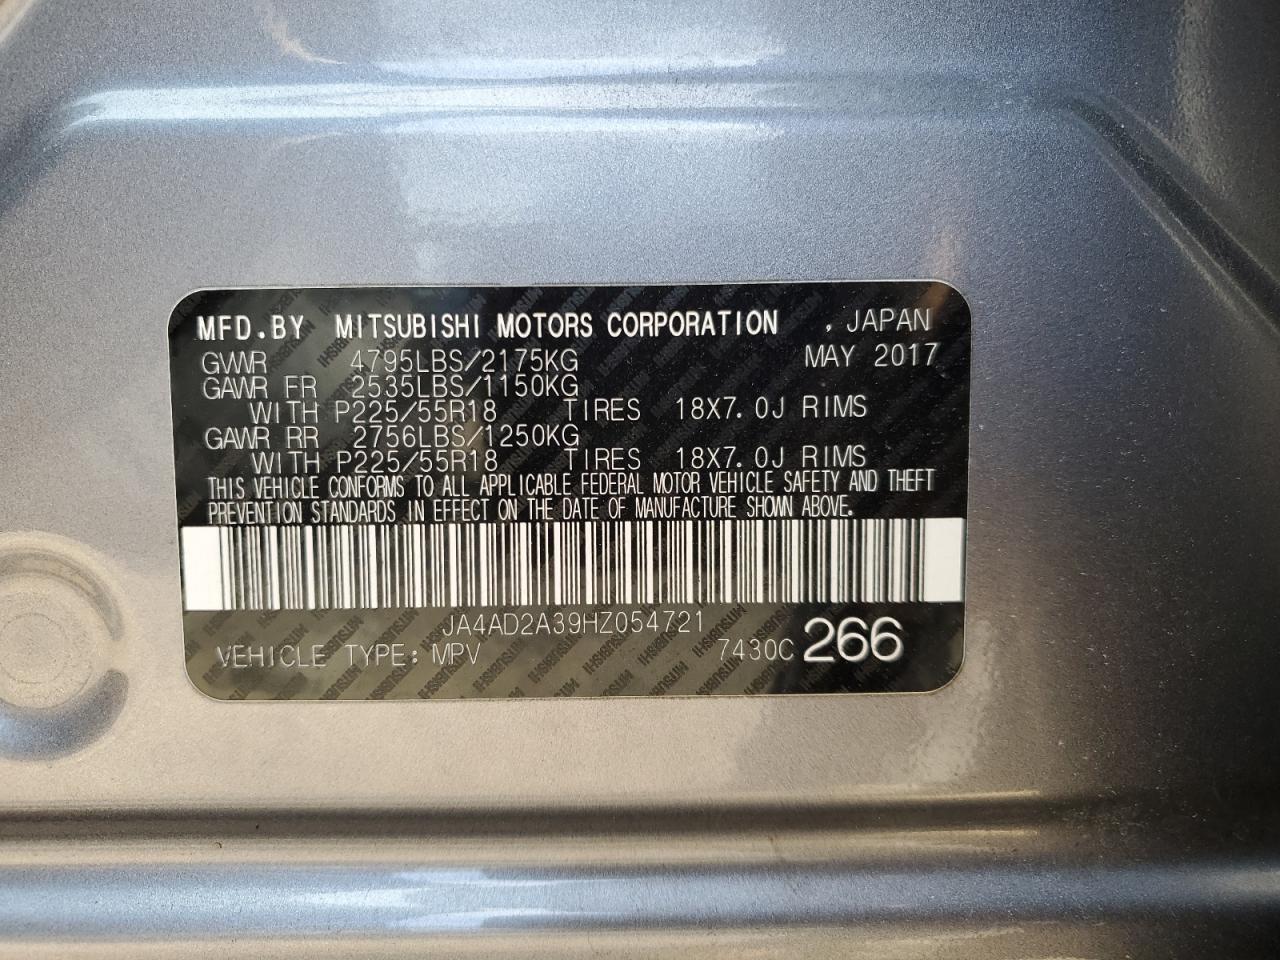 MFD.BY MITSUBISHI MOTORS CORPORATION , JAPAN
GVWR 4795LBS/2175KG MAY 2017
GAWR FR 2535LBS/1150KG
WITH P225/55R18 TIRES 18X7.0J RIMS
GAWR RR 2756LBS/1250KG
WITH P225/55R18 TIRES 18X7.0J RIMS
THIS VEHICLE CONFORMS TO ALL APPLICABLE FEDERAL MOTOR VEHICLE SAFETY AND THEFT
PREVENTION STANDARDS IN EFFECT ON THE DATE OF MANUFACTURE SHOWN ABOVE.
JA4AD2A39HZ054721
VEHICLE TYPE: MPV 7430C 266